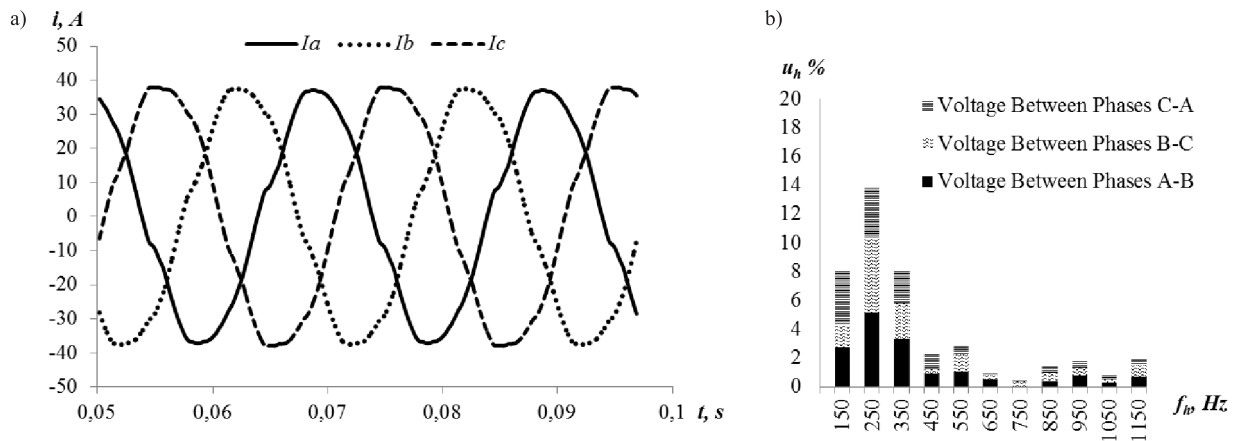 a)
i, A
Ia Ib Ic
50
40
30
20
10
0
-10
-20
-30
-40
-50
0,05 0,06 0,07 0,08 0,09 0,1
t, s
b)
uh %
20
18
16
14
12
10
8
6
4
2
0
Voltage Between Phases C-A
Voltage Between Phases B-C
Voltage Between Phases A-B
150 250 350 450 550 650 750 850 950 1050 1150
fh, Hz